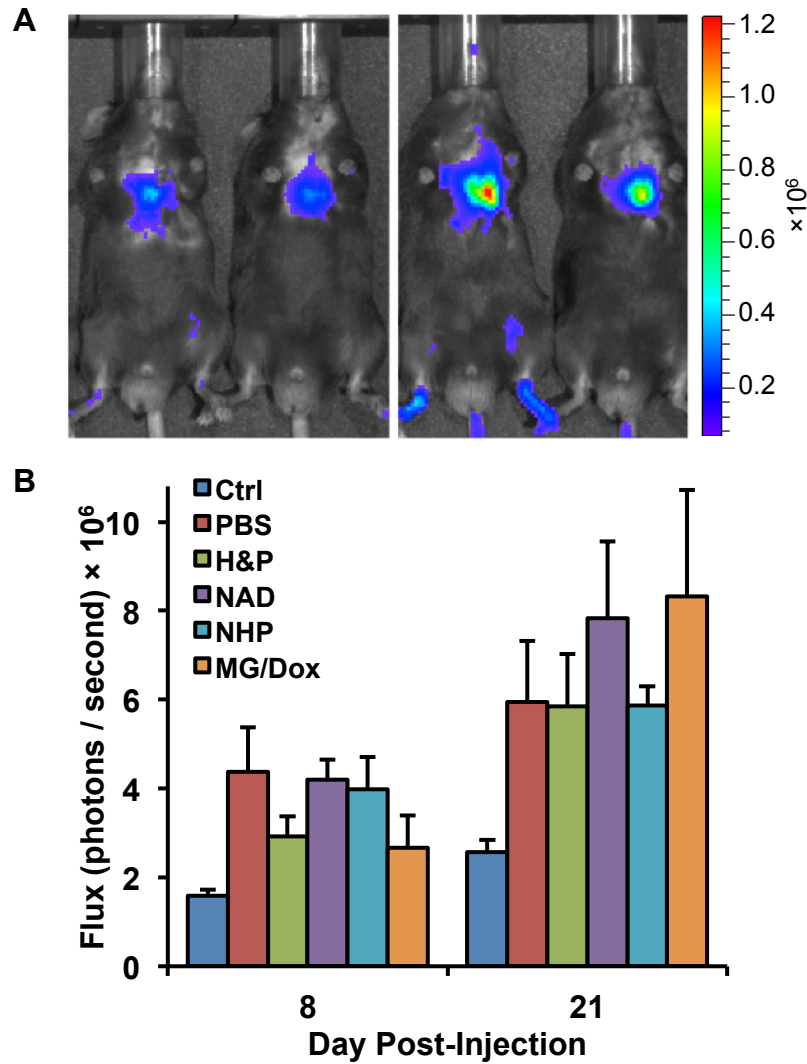 A
1.2
1.0
0.8
0.6
0.4
0.2
×10⁶
B
Ctrl
PBS
H&P
NAD
NHP
MG/Dox
Flux (photons / second) × 10⁶
10
8
6
4
2
0
8
21
Day Post-Injection